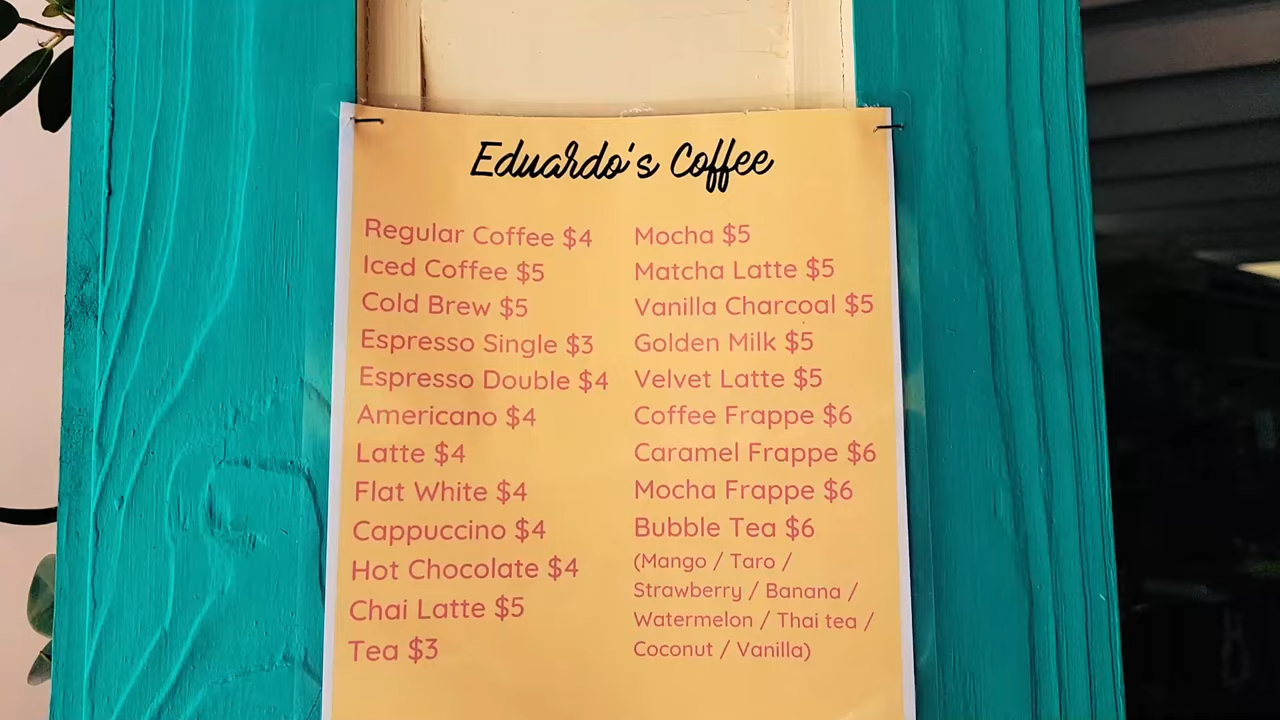 Eduardo's Coffee
Regular Coffee $4
Iced Coffee $5
Cold Brew $5
Espresso Single $3
Espresso Double $4
Americano $4
Latte $4
Flat White $4
Cappuccino $4
Hot Chocolate $4
Chai Latte $5
Tea $3
Mocha $5
Matcha Latte $5
Vanilla Charcoal $5
Golden Milk $5
Velvet Latte $5
Coffee Frappe $6
Caramel Frappe $6
Mocha Frappe $6
Bubble Tea $6
(Mango / Taro /
Strawberry / Banana /
Watermelon / Thai tea /
Coconut / Vanilla)